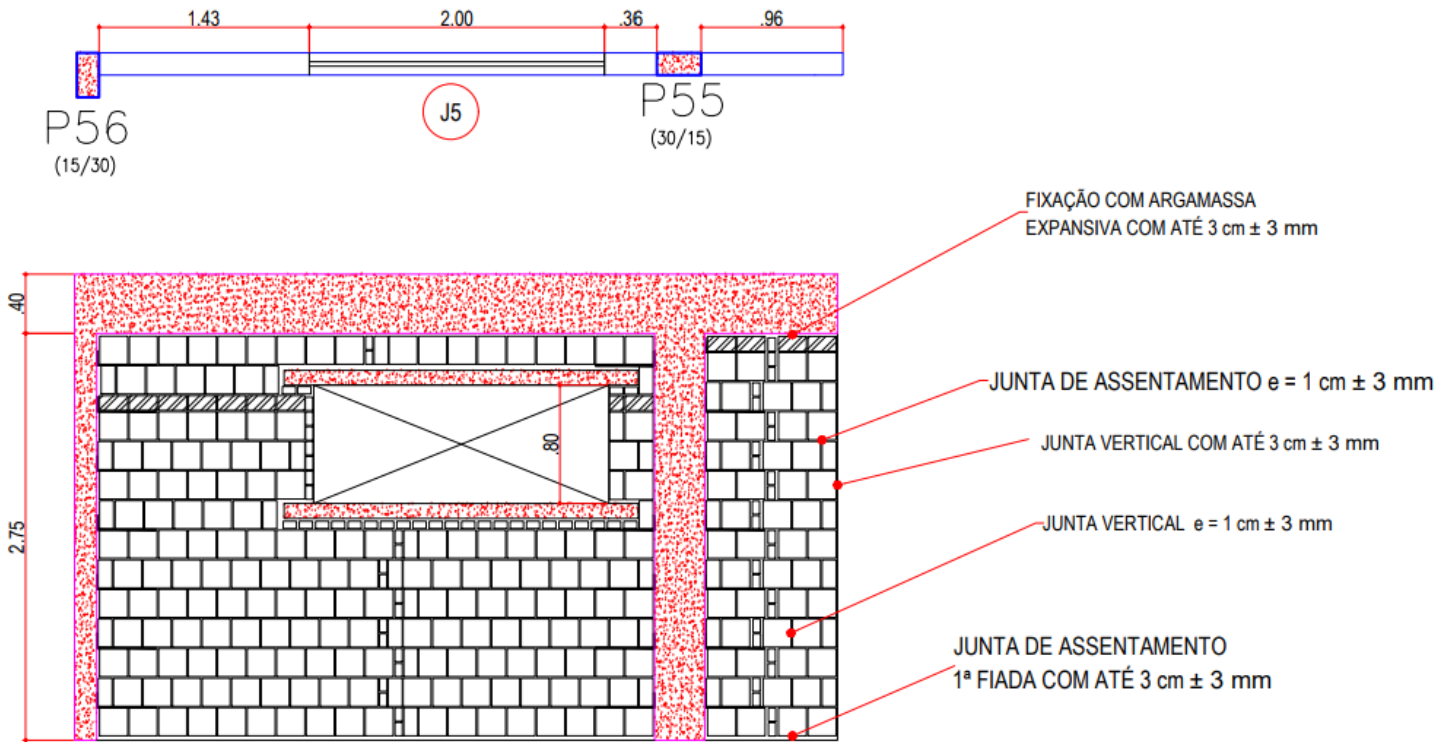 1.43
2.00
.36
.96
P56
(15/30)
J5
P55
(30/15)
FIXAÇÃO COM ARGAMASSA
EXPANSIVA COM ATÉ 3 cm ± 3 mm
.40
JUNTA DE ASSENTAMENTO e = 1 cm ± 3 mm
.80
JUNTA VERTICAL COM ATÉ 3 cm ± 3 mm
2.75
JUNTA VERTICAL e = 1 cm ± 3 mm
JUNTA DE ASSENTAMENTO
1ª FIADA COM ATÉ 3 cm ± 3 mm